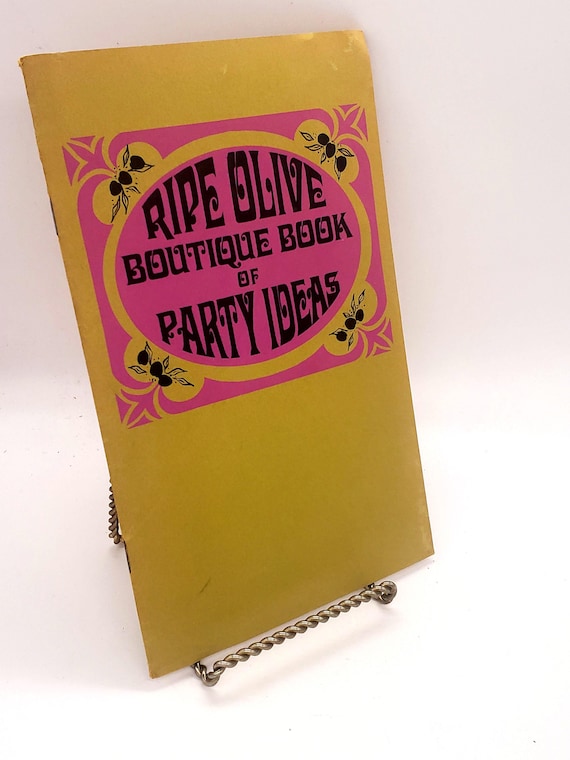 RIPE OLIVE
BOUTIQUE BOOK
OF
PARTY IDEAS